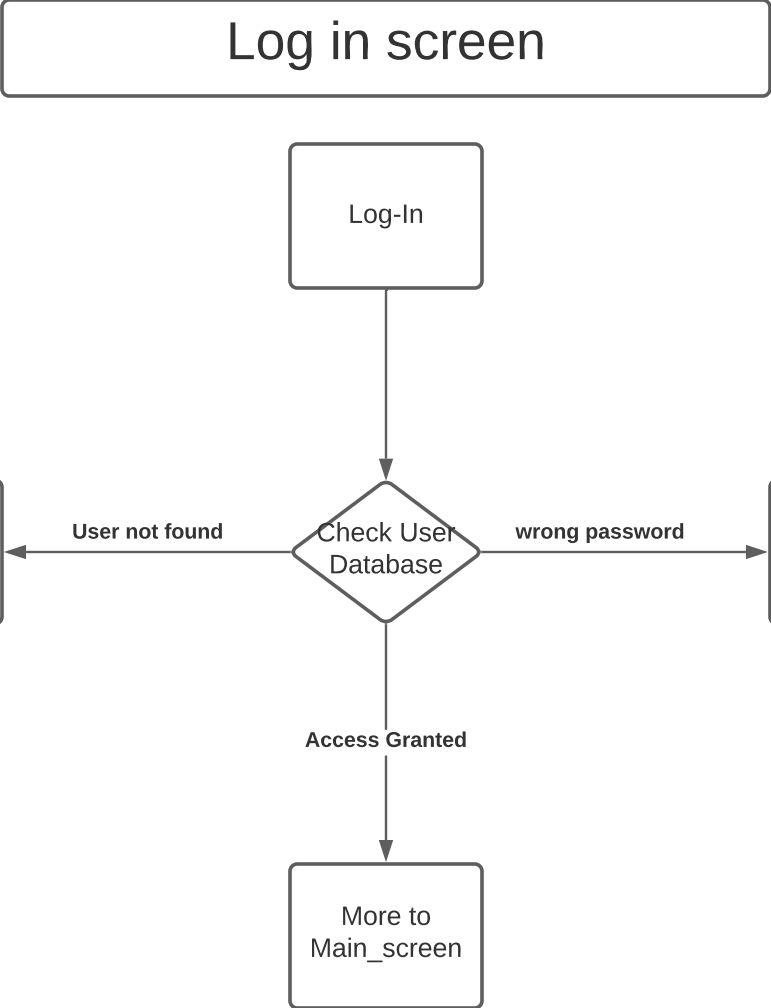 Log in screen
Log-In
User not found
Check User
Database
wrong password
Access Granted
More to
Main_screen